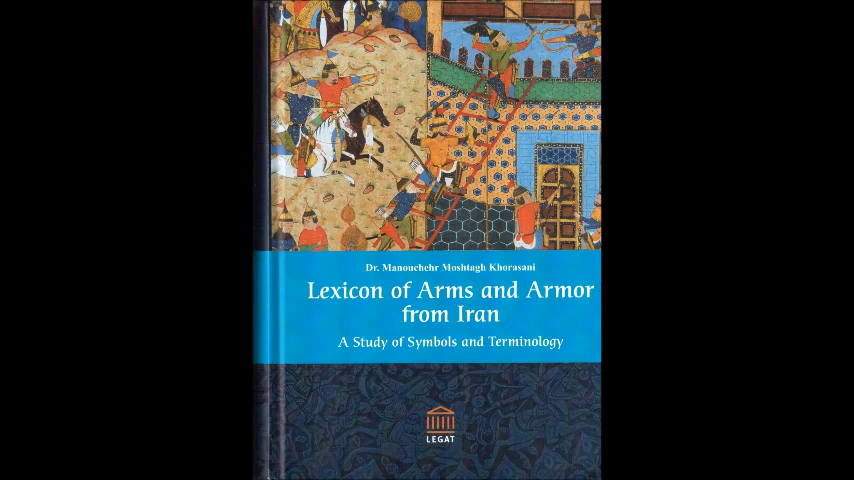 Dr. Manouchehr Moshtagh Khorasani
Lexicon of Arms and Armor
from Iran
A Study of Symbols and Terminology
LEGAT